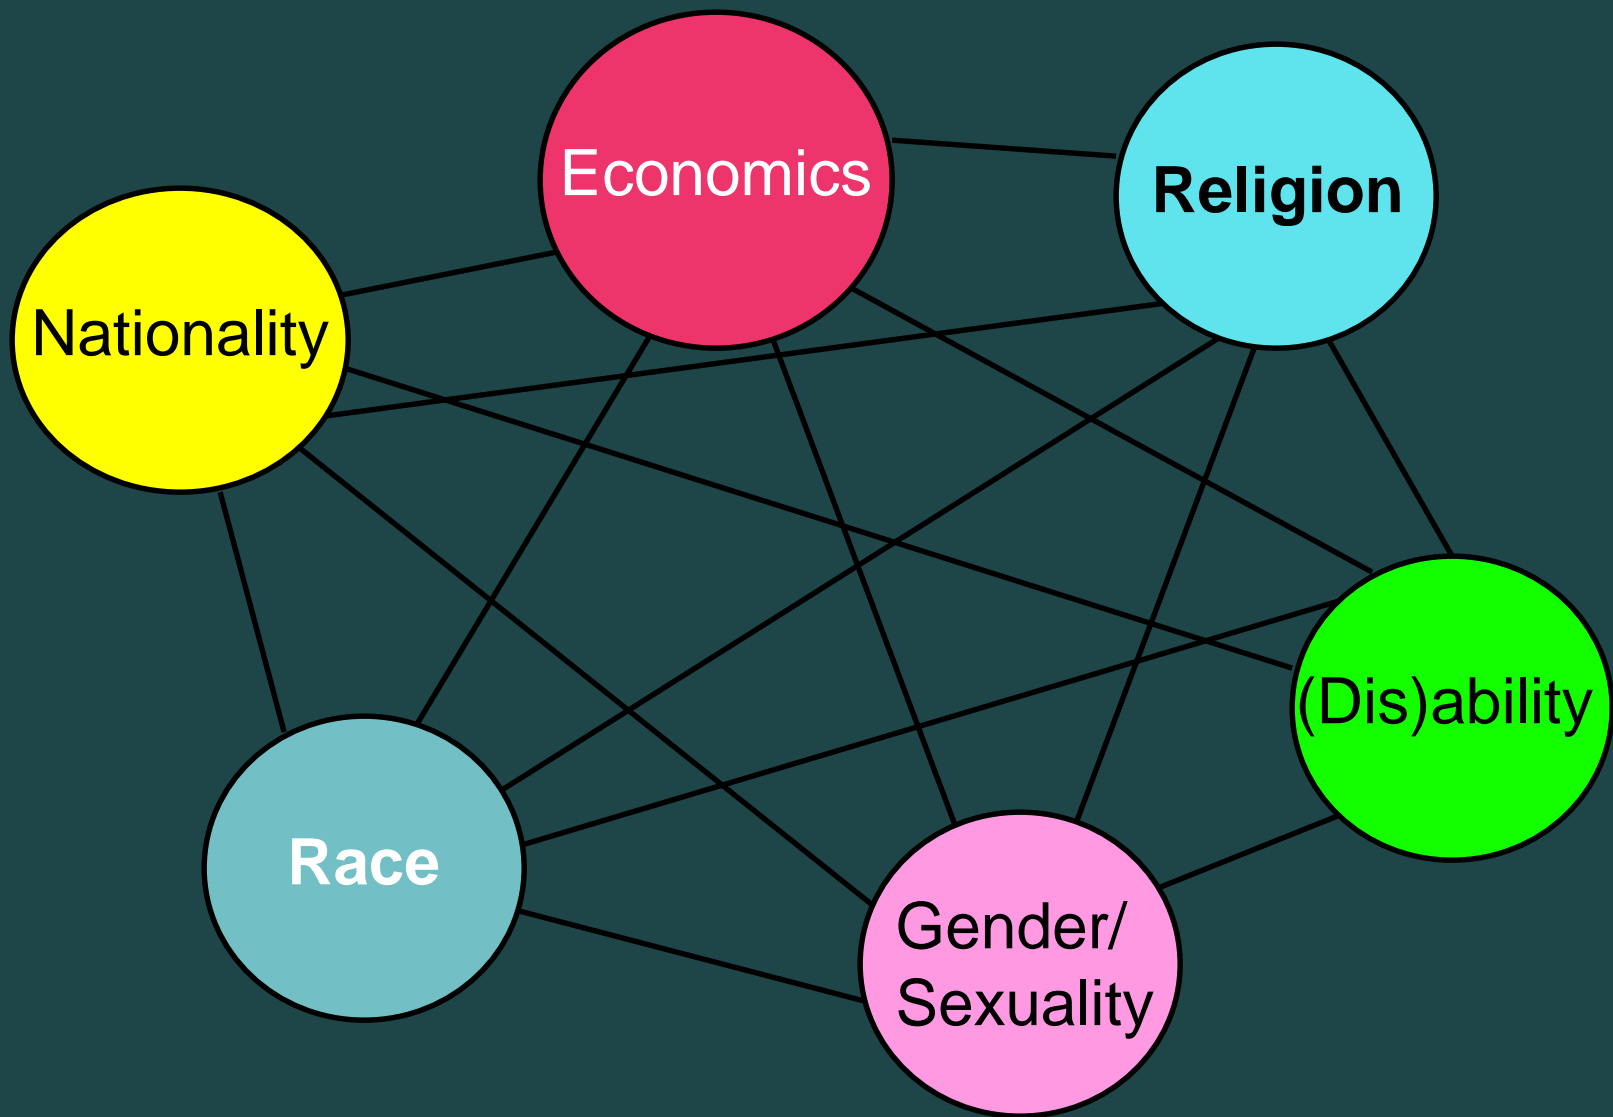 Economics
Religion
Nationality
(Dis)ability
Race
Gender/
Sexuality